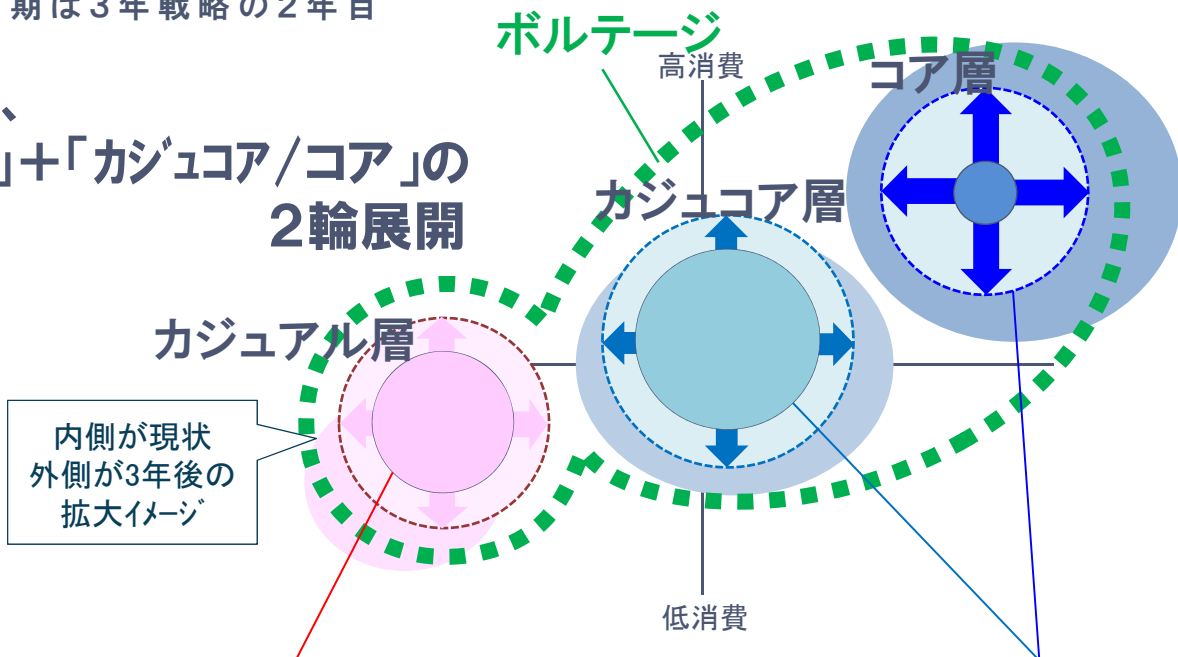 期は3年戦略の2年目
ボルテージ
高消費
コア層
、
」+「カジュコア/コア」の
2輪展開
カジュコア層
カジュアル層
内側が現状
外側が3年後の
拡大イメージ
低消費